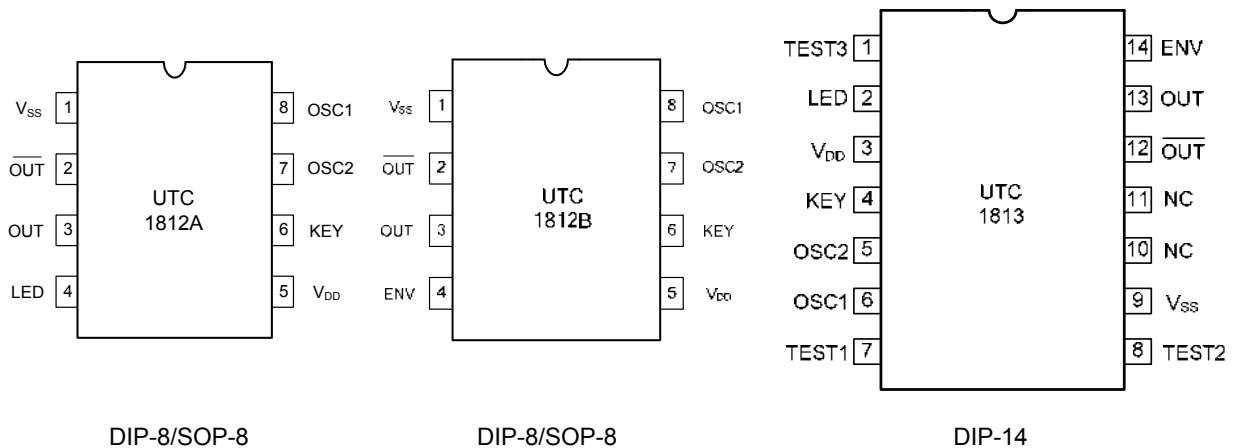 V_SS 1 8 OSC1
OUT 2 7 OSC2
OUT 3 6 KEY
LED 4 5 V_DD
UTC
1812A
DIP-8/SOP-8
V_SS 1 8 OSC1
OUT 2 7 OSC2
OUT 3 6 KEY
ENV 4 5 V_DD
UTC
1812B
DIP-8/SOP-8
TEST3 1 14 ENV
LED 2 13 OUT
V_DD 3 12 OUT
KEY 4 11 NC
OSC2 5 10 NC
OSC1 6 9 V_SS
TEST1 7 8 TEST2
UTC
1813
DIP-14